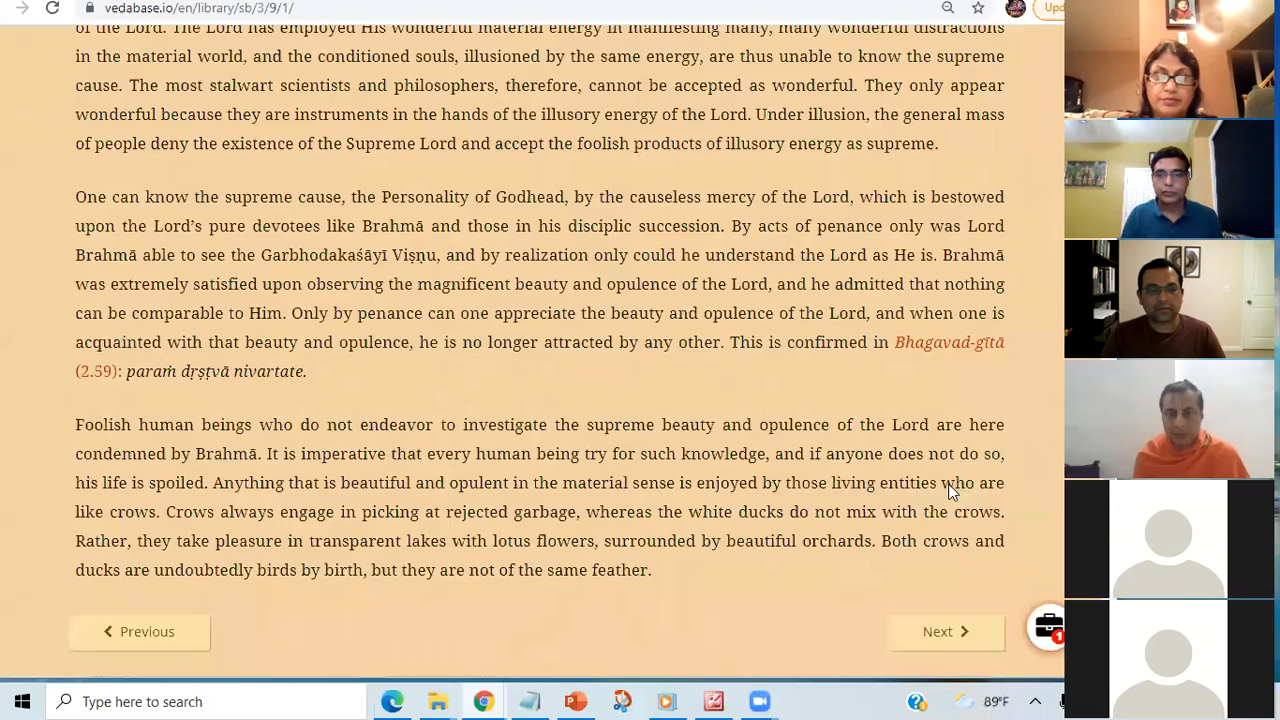 vedabase.io/en/library/sb/3/9/1/
of the Lord. The Lord has employed His wonderful material energy in manifesting many, many wonderful distractions
in the material world, and the conditioned souls, illusioned by the same energy, are thus unable to know the supreme
cause. The most stalwart scientists and philosophers, therefore, cannot be accepted as wonderful. They only appear
wonderful because they are instruments in the hands of the illusory energy of the Lord. Under illusion, the general mass
of people deny the existence of the Supreme Lord and accept the foolish products of illusory energy as supreme.
One can know the supreme cause, the Personality of Godhead, by the causeless mercy of the Lord, which is bestowed
upon the Lord’s pure devotees like Brahmā and those in his disciplic succession. By acts of penance only was Lord
Brahmā able to see the Garbhodakaśāyī Viṣṇu, and by realization only could he understand the Lord as He is. Brahmā
was extremely satisfied upon observing the magnificent beauty and opulence of the Lord, and he admitted that nothing
can be comparable to Him. Only by penance can one appreciate the beauty and opulence of the Lord, and when one is
acquainted with that beauty and opulence, he is no longer attracted by any other. This is confirmed in Bhagavad-gītā
(2.59): paraṁ dṛṣṭvā nivartate.
Foolish human beings who do not endeavor to investigate the supreme beauty and opulence of the Lord are here
condemned by Brahmā. It is imperative that every human being try for such knowledge, and if anyone does not do so,
his life is spoiled. Anything that is beautiful and opulent in the material sense is enjoyed by those living entities who are
like crows. Crows always engage in picking at rejected garbage, whereas the white ducks do not mix with the crows.
Rather, they take pleasure in transparent lakes with lotus flowers, surrounded by beautiful orchards. Both crows and
ducks are undoubtedly birds by birth, but they are not of the same feather.
Previous
Next
1
Type here to search
89°F